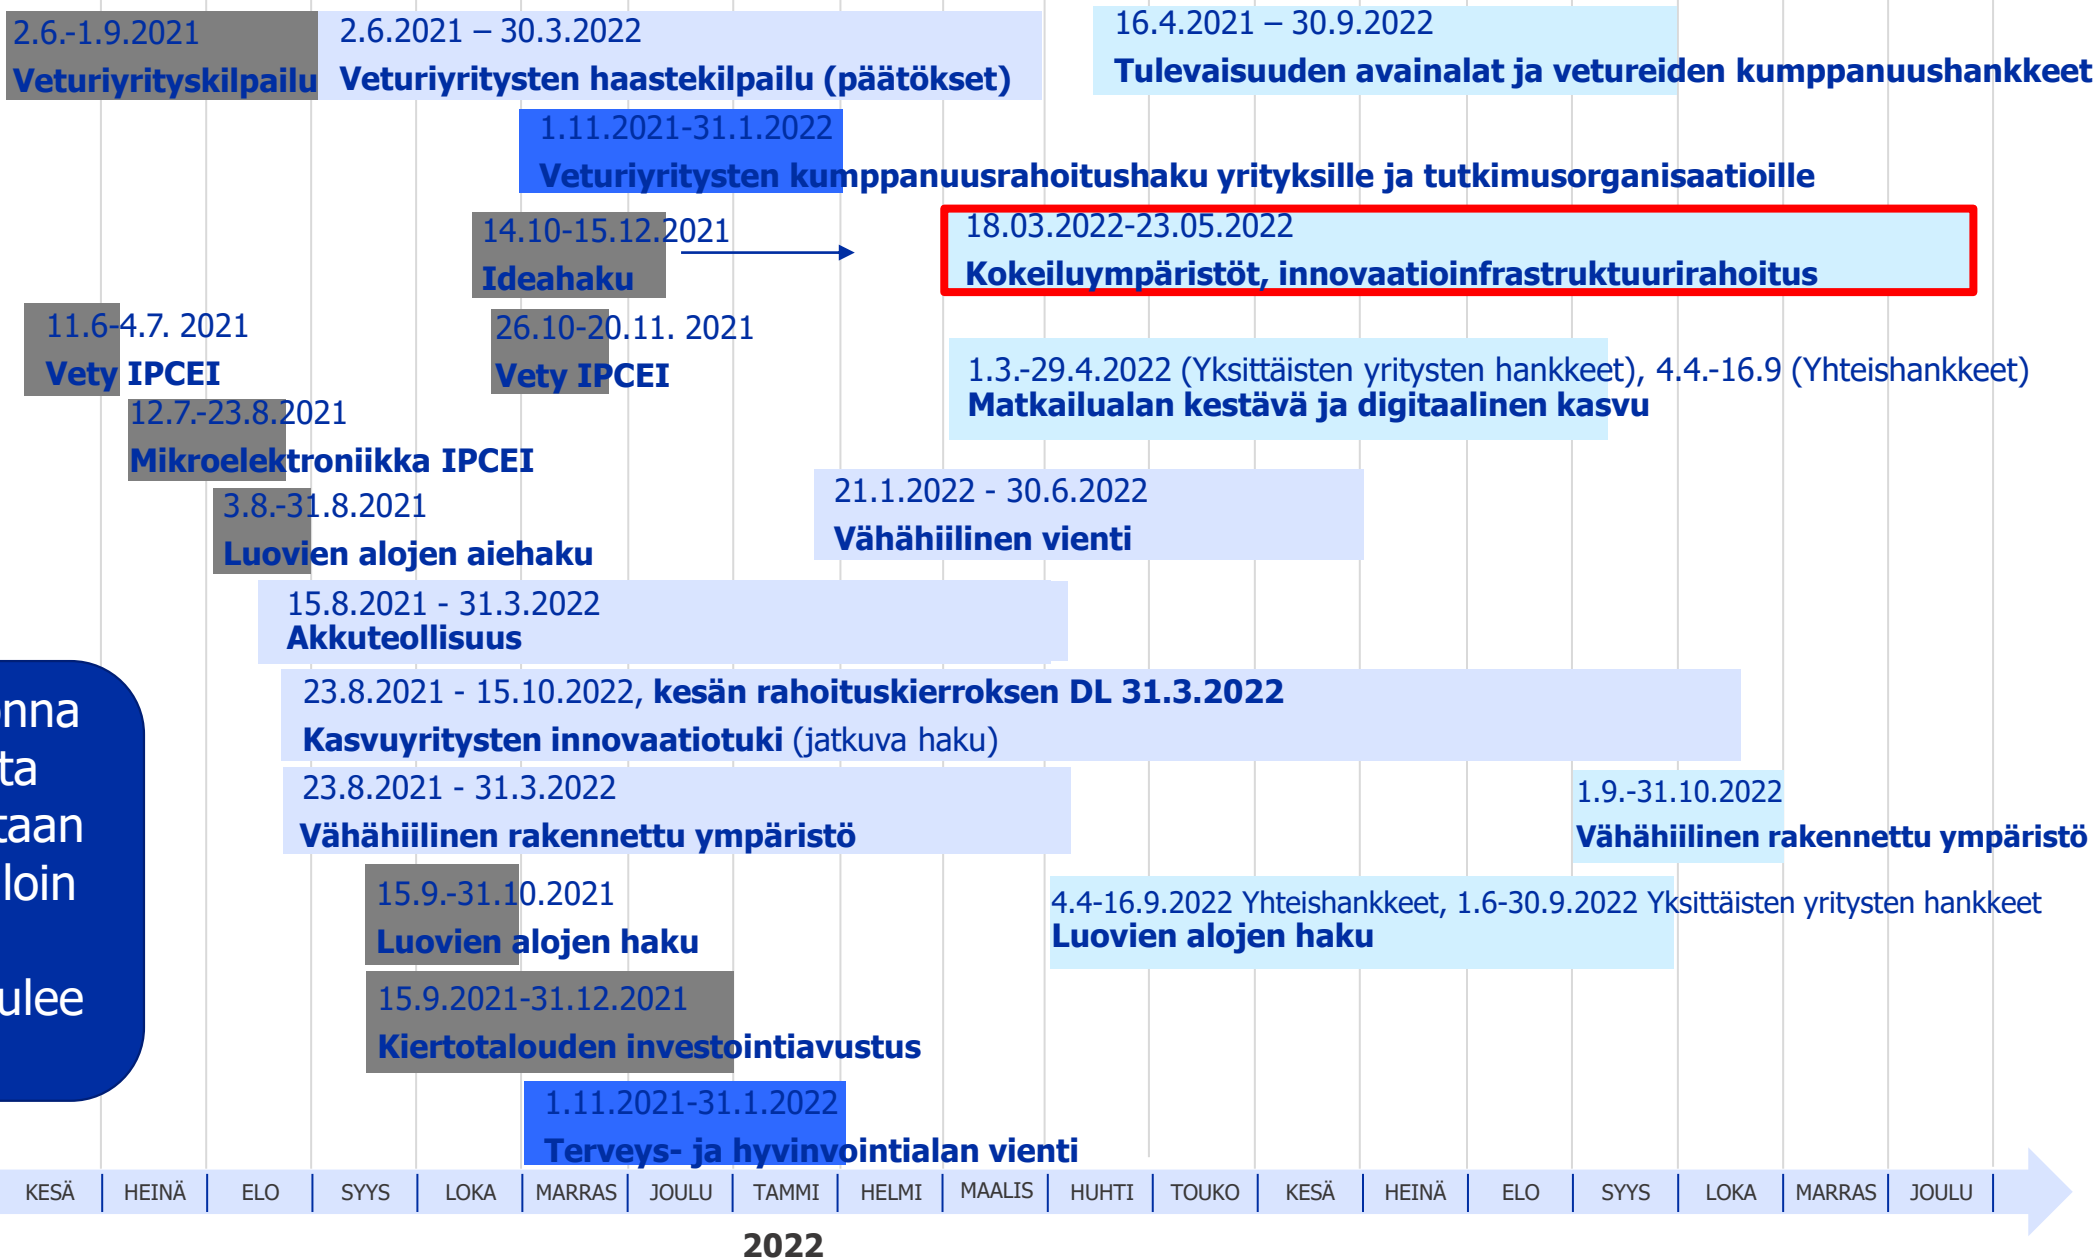 2.6.-1.9.2021
Veturiyrityskilpailu
2.6.2021 – 30.3.2022
Veturiyritysten haastekilpailu (päätökset)
16.4.2021 – 30.9.2022
Tulevaisuuden avainalat ja vetureiden kumppanuushankkeet
1.11.2021-31.1.2022
Veturiyritysten kumppanuusrahoitushaku yrityksille ja tutkimusorganisaatioille
14.10-15.12.2021
Ideahaku
18.03.2022-23.05.2022
Kokeiluympäristöt, innovaatioinfrastruktuurirahoitus
11.6-4.7. 2021
Vety IPCEI
26.10-20.11. 2021
Vety IPCEI
1.3.-29.4.2022 (Yksittäisten yritysten hankkeet), 4.4.-16.9 (Yhteishankkeet)
Matkailualan kestävä ja digitaalinen kasvu
12.7.-23.8.2021
Mikroelektroniikka IPCEI
3.8.-31.8.2021
Luovien alojen aiehaku
21.1.2022 - 30.6.2022
Vähähiilinen vienti
15.8.2021 - 31.3.2022
Akkuteollisuus
23.8.2021 - 15.10.2022, kesän rahoituskierroksen DL 31.3.2022
Kasvuyritysten innovaatiotuki (jatkuva haku)
23.8.2021 - 31.3.2022
Vähähiilinen rakennettu ympäristö
1.9.-31.10.2022
Vähähiilinen rakennettu ympäristö
15.9.-31.10.2021
Luovien alojen haku
4.4-16.9.2022 Yhteishankkeet, 1.6-30.9.2022 Yksittäisten yritysten hankkeet
Luovien alojen haku
15.9.2021-31.12.2021
Kiertotalouden investointiavustus
1.11.2021-31.1.2022
Terveys- ja hyvinvointialan vienti
onna
ta
taan
loin
ulee
KESÄ HEINÄ ELO SYYS LOKA MARRAS JOULU TAMMI HELMI MAALIS HUHTI TOUKO KESÄ HEINÄ ELO SYYS LOKA MARRAS JOULU
2022